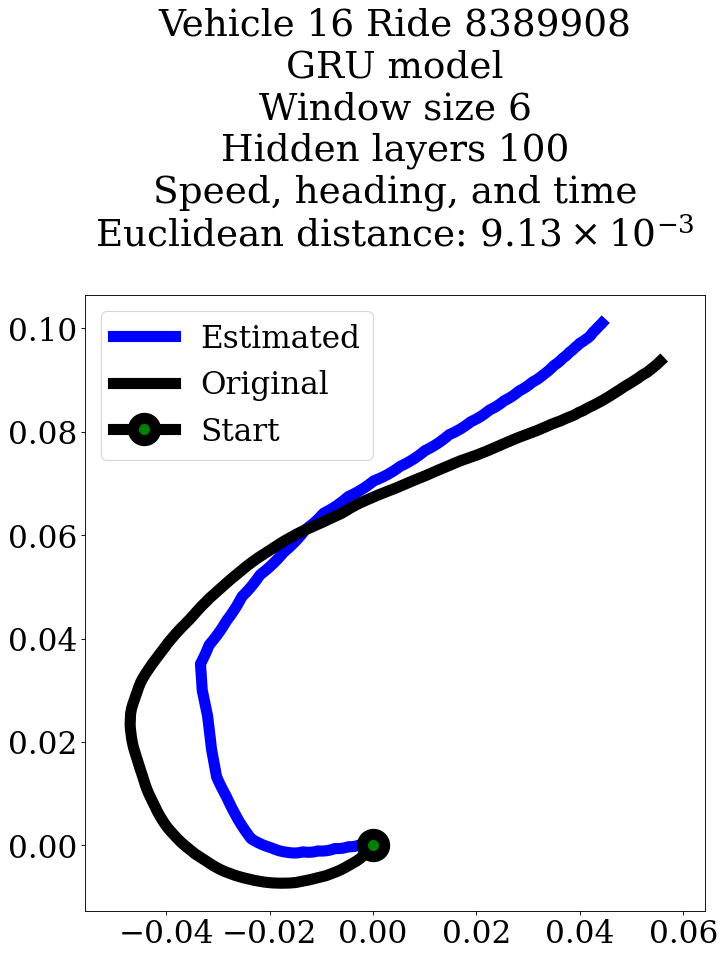 Vehicle 16 Ride 8389908
GRU model
Window size 6
Hidden layers 100
Speed, heading, and time
Euclidean distance: 9.13 × 10⁻³
Estimated
Original
Start
0.10
0.08
0.06
0.04
0.02
0.00
−0.04 −0.02 0.00 0.02 0.04 0.06